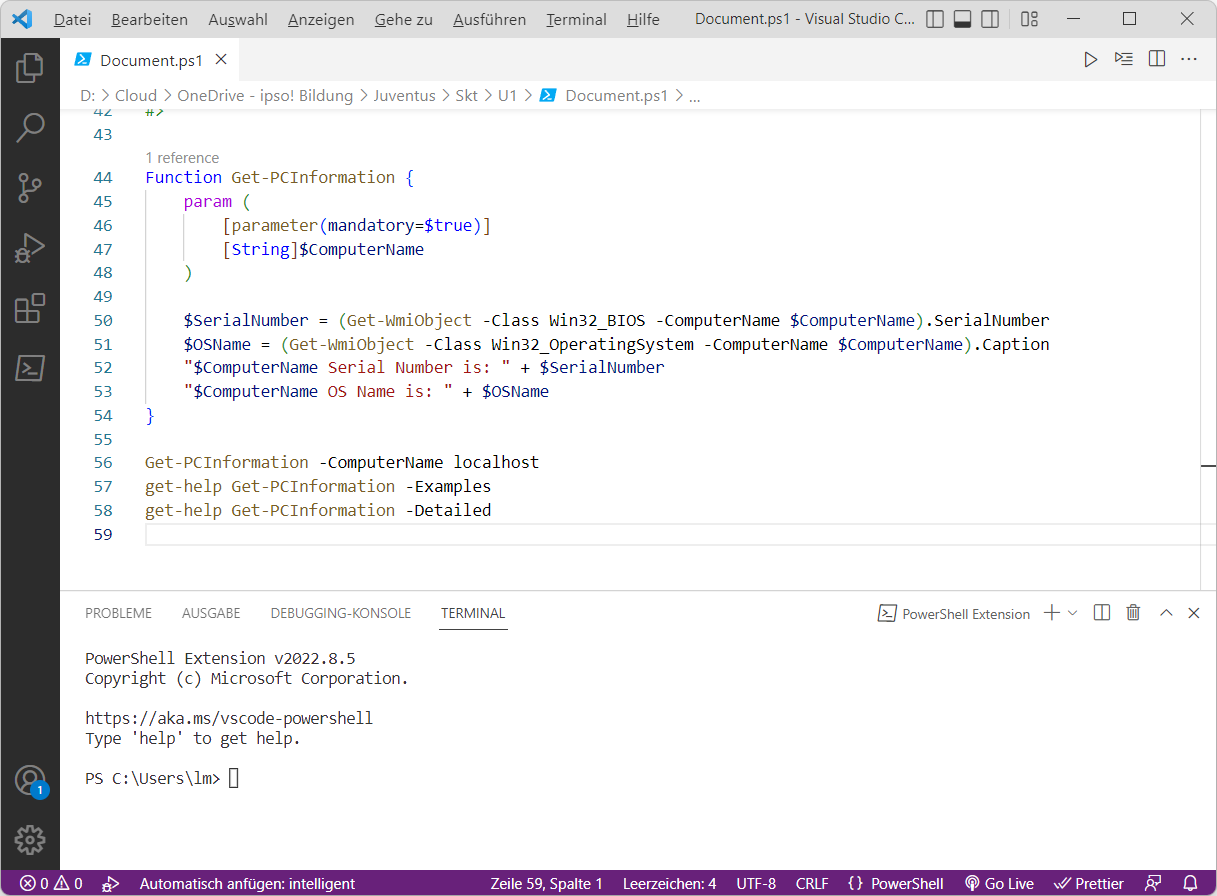 Datei Bearbeiten Auswahl Anzeigen Gehe zu Ausführen Terminal Hilfe Document.ps1 - Visual Studio C...
Document.ps1
D: > Cloud > OneDrive - ipso! Bildung > Juventus > Skt > U1 > Document.ps1 > ...
42 #>
43
1 reference
44 Function Get-PCInformation {
45     param (
46         [parameter(mandatory=$true)]
47         [String]$ComputerName
48     )
49
50     $SerialNumber = (Get-WmiObject -Class Win32_BIOS -ComputerName $ComputerName).SerialNumber
51     $OSName = (Get-WmiObject -Class Win32_OperatingSystem -ComputerName $ComputerName).Caption
52     "$ComputerName Serial Number is: " + $SerialNumber
53     "$ComputerName OS Name is: " + $OSName
54 }
55
56 Get-PCInformation -ComputerName localhost
57 get-help Get-PCInformation -Examples
58 get-help Get-PCInformation -Detailed
59
PROBLEME AUSGABE DEBUGGING-KONSOLE TERMINAL PowerShell Extension
PowerShell Extension v2022.8.5
Copyright (c) Microsoft Corporation.
https://aka.ms/vscode-powershell
Type 'help' to get help.
PS C:\Users\lm>
1
0 0 Automatisch anfügen: intelligent Zeile 59, Spalte 1 Leerzeichen: 4 UTF-8 CRLF {} PowerShell Go Live Prettier